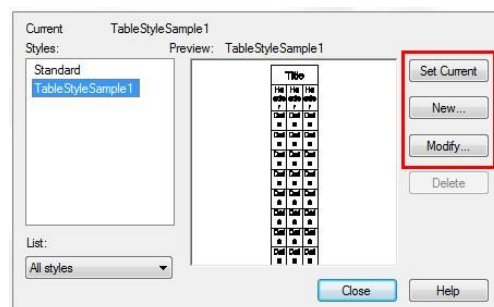 Current TableStyleSample1
Styles: Preview: TableStyleSample1
Standard
TableStyleSample1
Title
Set Current
New...
Modify...
Delete
List:
All styles
Close
Help